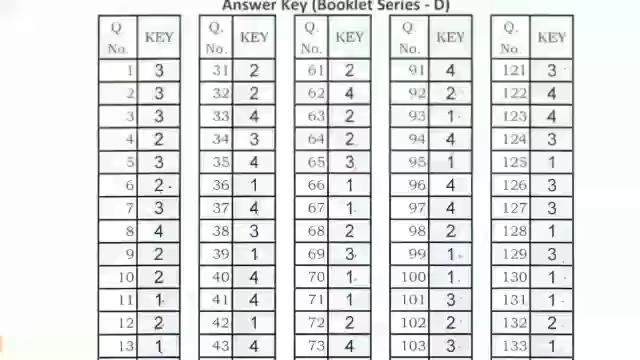 Answer Key (Booklet Series - D)
Q No. KEY Q. No. KEY Q. No. KEY Q. No. KEY Q. No. KEY
1 3 31 2 61 2 91 4 121 3
2 3 32 2 62 4 92 2 122 4
3 3 33 4 63 2 93 1 123 4
4 2 34 3 64 2 94 4 124 3
5 3 35 4 65 3 95 1 125 1
6 2 36 1 66 1 96 4 126 3
7 3 37 4 67 1 97 4 127 3
8 4 38 3 68 2 98 2 128 1
9 2 39 1 69 3 99 1 129 3
10 2 40 4 70 1 100 1 130 1
11 1 41 4 71 1 101 3 131 1
12 2 42 1 72 2 102 2 132 2
13 1 43 4 73 4 103 3 133 1